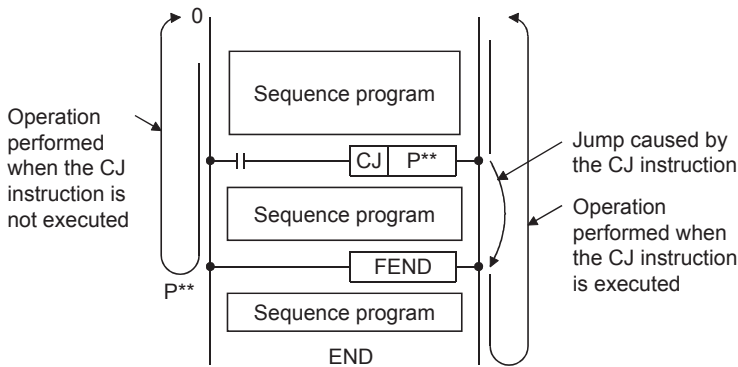 0
Sequence program
Operation
performed
when the CJ
instruction is
not executed
CJ P**
Jump caused by
the CJ instruction
Sequence program
Operation
performed when
the CJ instruction
is executed
FEND
P**
Sequence program
END